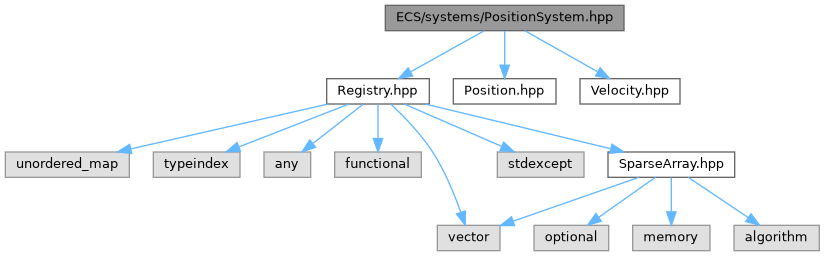 ECS/systems/PositionSystem.hpp
Registry.hpp
Position.hpp
Velocity.hpp
unordered_map
typeindex
any
functional
stdexcept
SparseArray.hpp
vector
optional
memory
algorithm